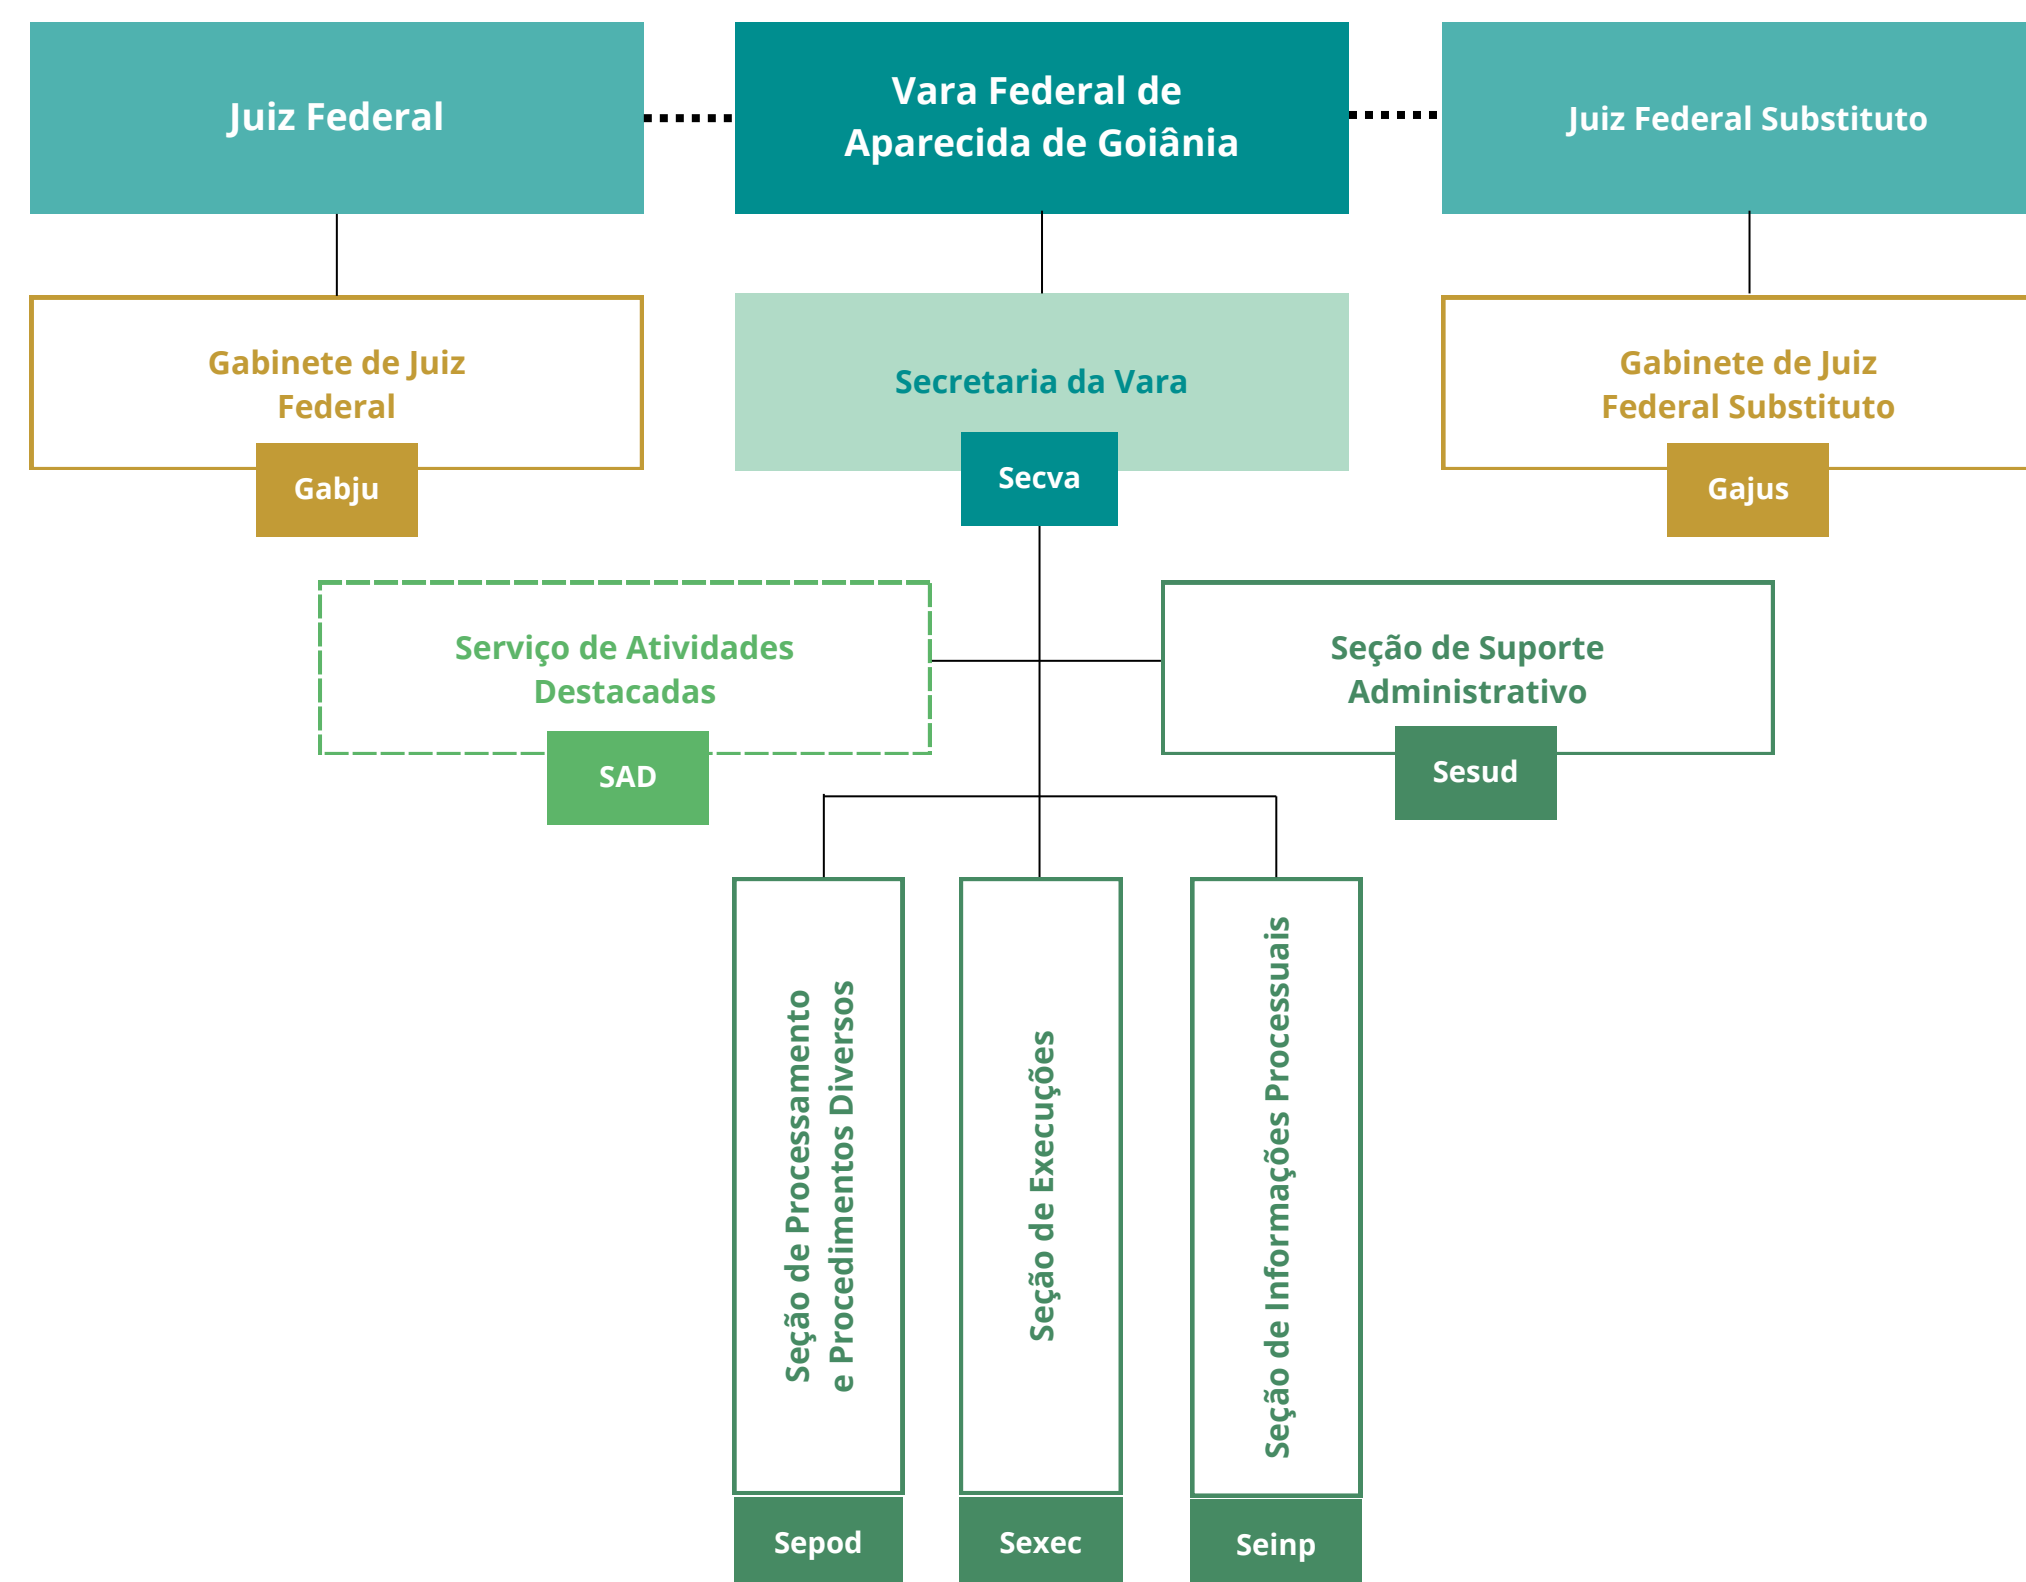 Juiz Federal
Vara Federal de
Aparecida de Goiânia
Juiz Federal Substituto
Gabinete de Juiz
Federal
Gabju
Secretaria da Vara
Secva
Gabinete de Juiz
Federal Substituto
Gajus
Serviço de Atividades
Destacadas
SAD
Seção de Suporte
Administrativo
Sesud
Seção de Processamento
e Procedimentos Diversos
Sepod
Seção de Execuções
Sexec
Seção de Informações Processuais
Seinp